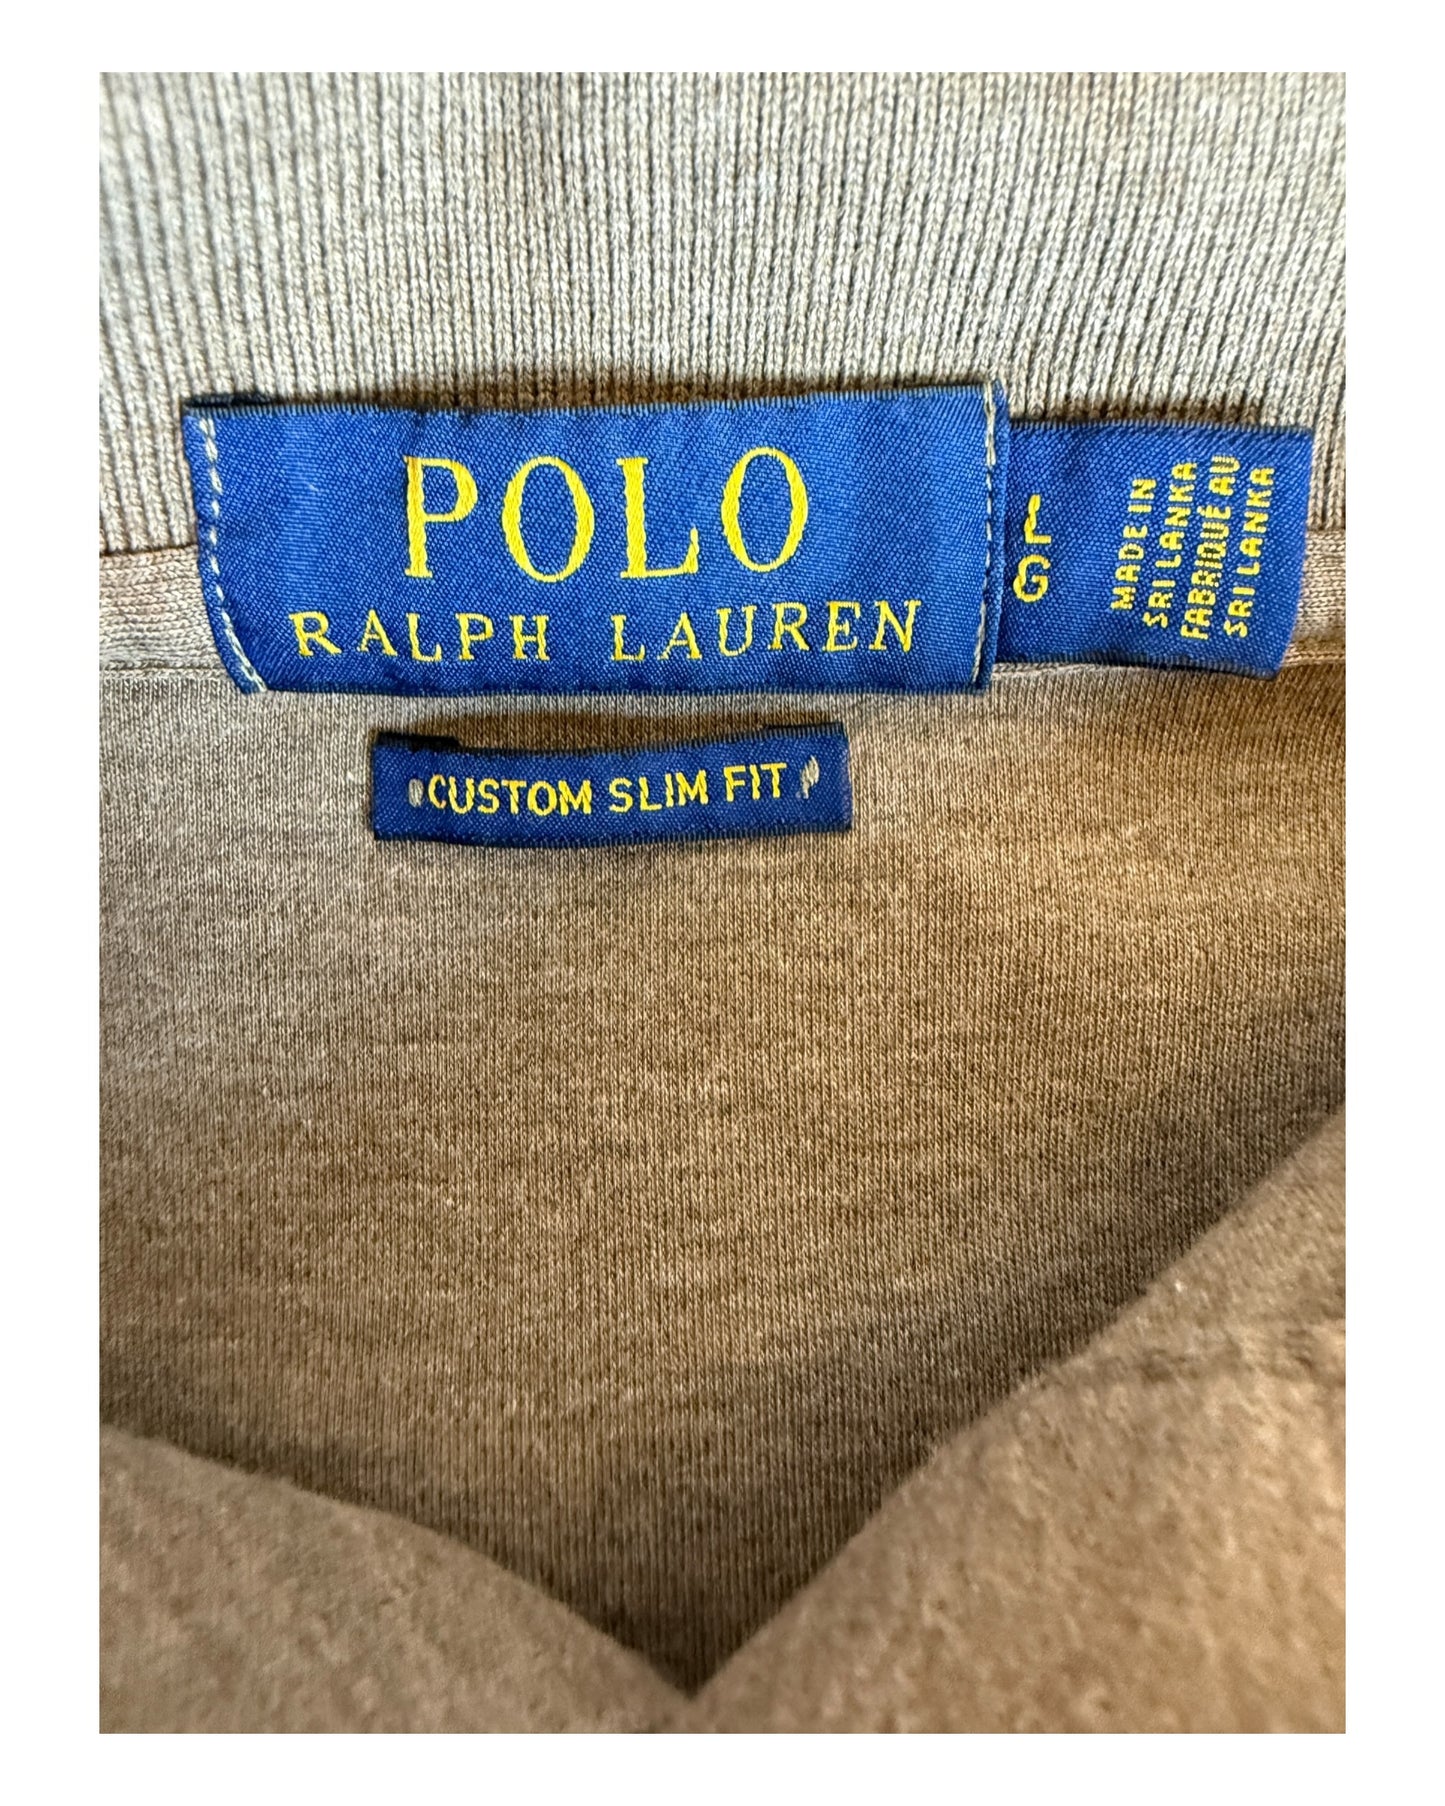 POLO
RALPH LAUREN
L
G
MADE IN
SRI LANKA
FABRIQUÉ AU
SRI LANKA
CUSTOM SLIM FIT